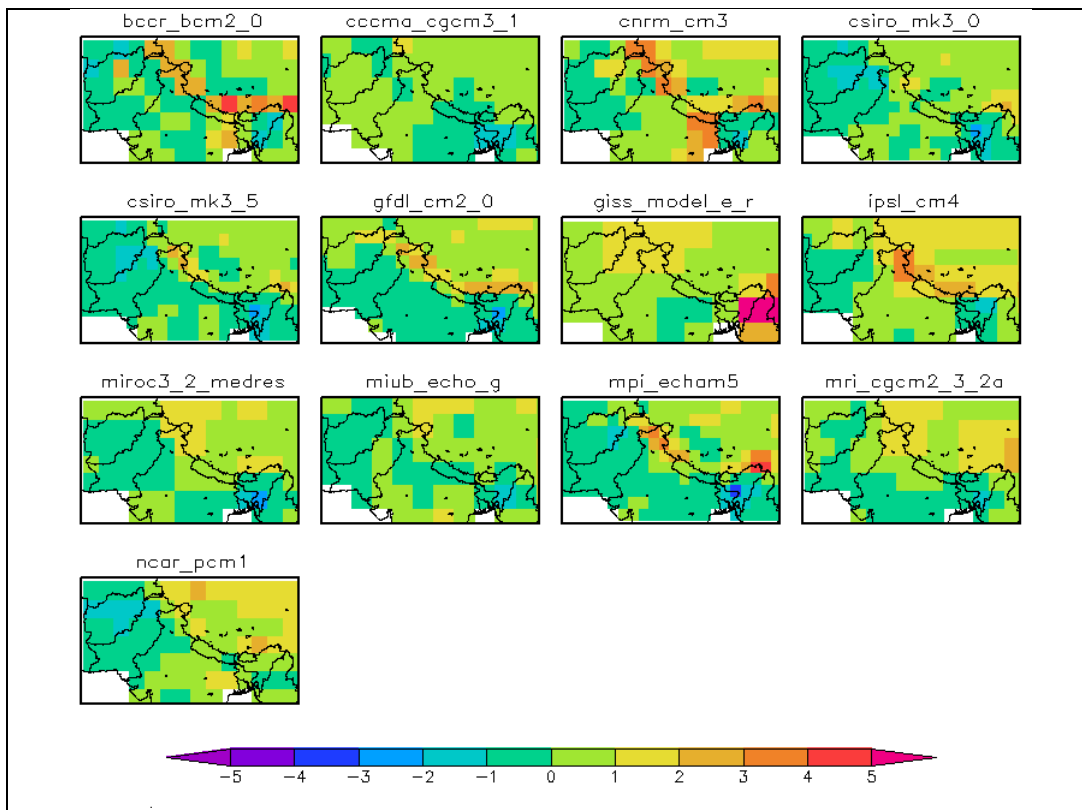 bccr_bcm2_0 cccma_cgcm3_1 cnrm_cm3 csiro_mk3_0
csiro_mk3_5 gfdl_cm2_0 giss_model_e_r ipsl_cm4
miroc3_2_medres miub_echo_g mpi_echam5 mri_cgcm2_3_2a
ncar_pcm1
−5 −4 −3 −2 −1 0 1 2 3 4 5